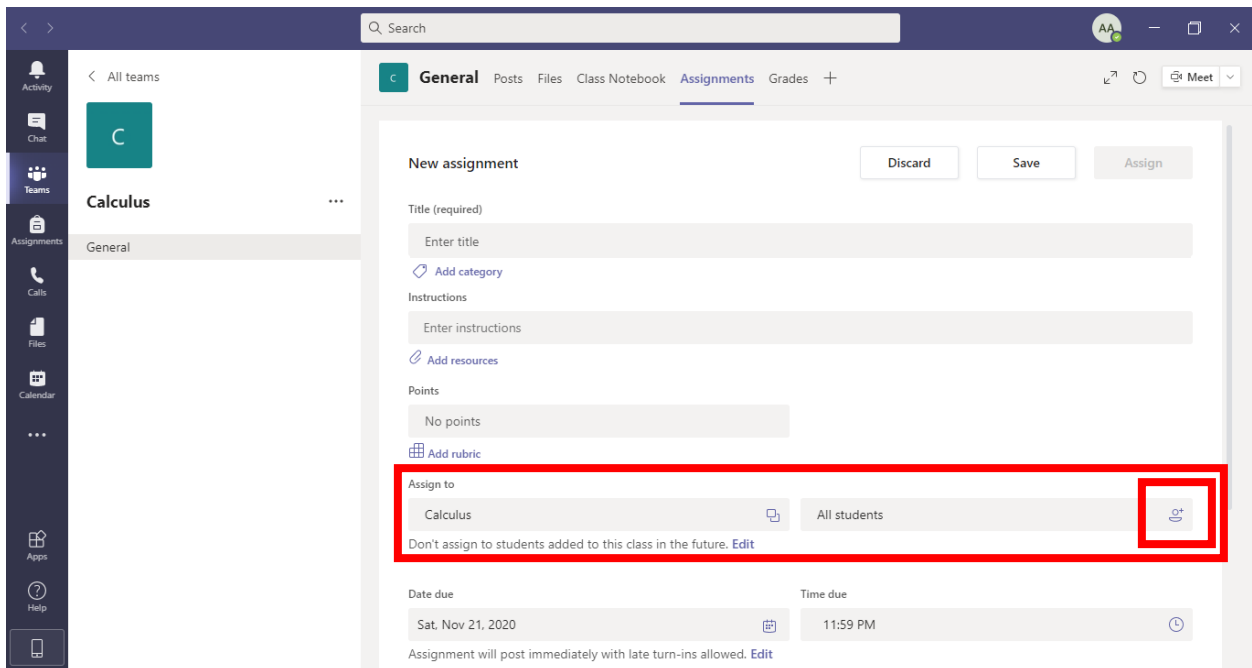 Search
AA
Activity
Chat
Teams
Assignments
Calls
Files
Calendar
Apps
Help
All teams
C
Calculus
General
C General Posts Files Class Notebook Assignments Grades
Meet
New assignment
Discard Save Assign
Title (required)
Enter title
Add category
Instructions
Enter instructions
Add resources
Points
No points
Add rubric
Assign to
Calculus All students
Don't assign to students added to this class in the future. Edit
Date due Time due
Sat, Nov 21, 2020 11:59 PM
Assignment will post immediately with late turn-ins allowed. Edit